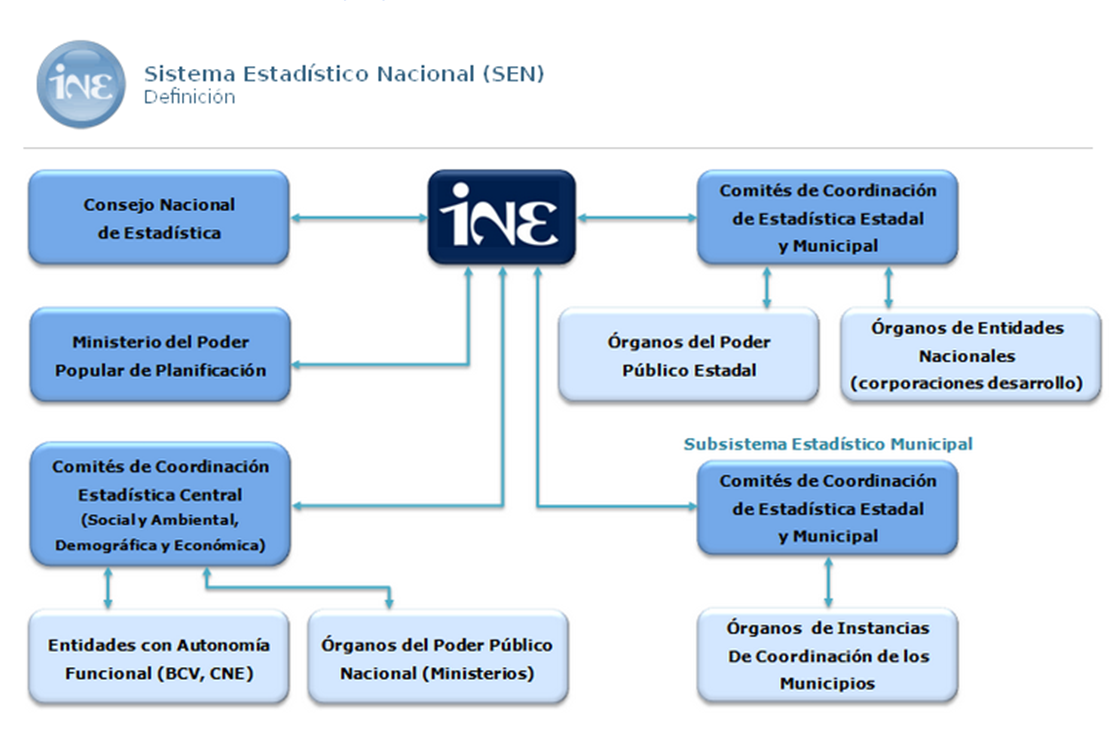 iNE
Sistema Estadístico Nacional (SEN)
Definición
Consejo Nacional
de Estadística
iNE
Comités de Coordinación
de Estadística Estadal
y Municipal
Ministerio del Poder
Popular de Planificación
Órganos del Poder
Público Estadal
Órganos de Entidades
Nacionales
(corporaciones desarrollo)
Comités de Coordinación
Estadística Central
(Social y Ambiental,
Demográfica y Económica)
Subsistema Estadístico Municipal
Comités de Coordinación
de Estadística Estadal
y Municipal
Entidades con Autonomía
Funcional (BCV, CNE)
Órganos del Poder Público
Nacional (Ministerios)
Órganos de Instancias
De Coordinación de los
Municipios